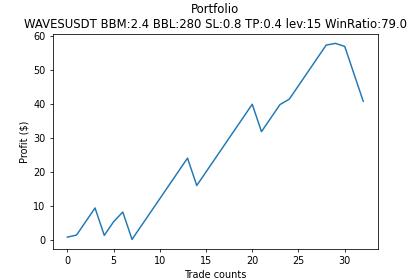 Portfolio
WAVESUSDT BBM:2.4 BBL:280 SL:0.8 TP:0.4 lev:15 WinRatio:79.0
60
50
40
30
20
10
0
Profit ($)
0 5 10 15 20 25 30
Trade counts